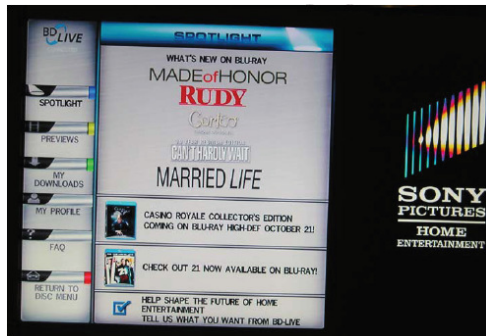 BD LIVE
SPOTLIGHT
PREVIEWS
MY
DOWNLOADS
MY PROFILE
FAQ
RETURN TO
DISC MENU
SPOTLIGHT
WHAT'S NEW ON BLU-RAY
MADE of HONOR
RUDY
CAN'T HARDLY WAIT
MARRIED LIFE
CASINO ROYALE COLLECTOR'S EDITION
COMING ON BLU-RAY HIGH-DEF OCTOBER 21!
CHECK OUT 21 NOW AVAILABLE ON BLU-RAY!
HELP SHAPE THE FUTURE OF HOME
ENTERTAINMENT
TELL US WHAT YOU WANT FROM BD-LIVE
SONY
PICTURES
HOME
ENTERTAINMENT